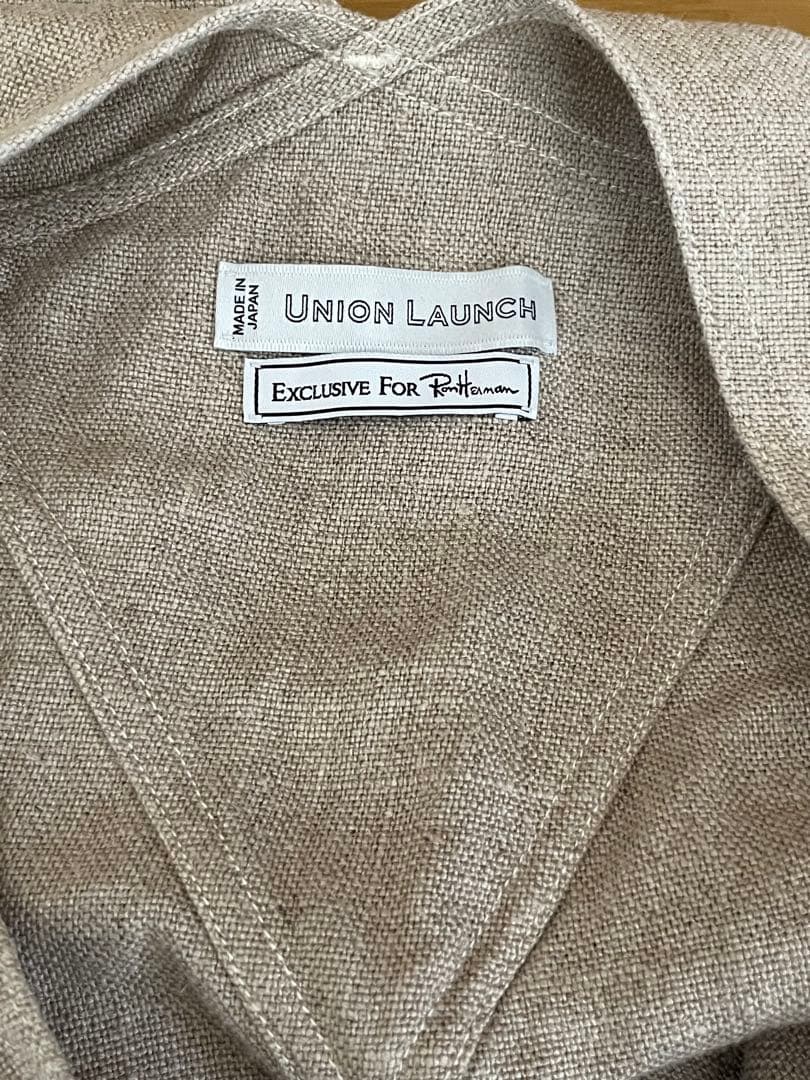 MADE IN
JAPAN
UNION LAUNCH
EXCLUSIVE FOR RonHerman